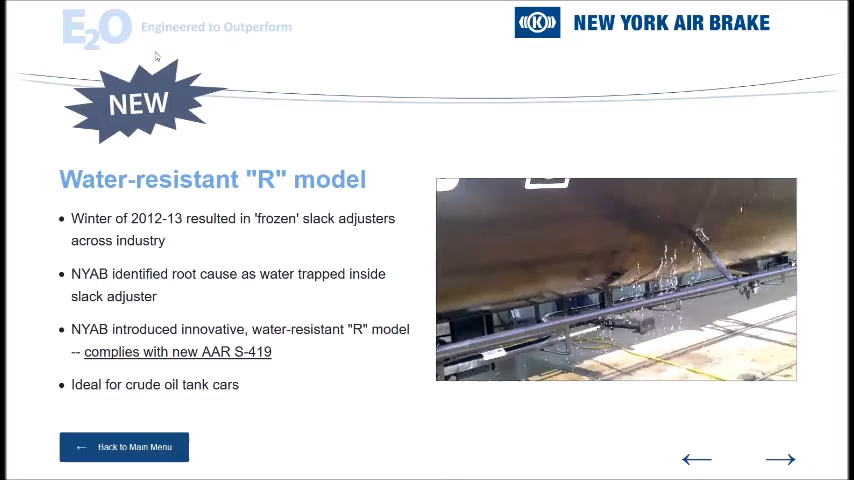 E2O Engineered to Outperform
NEW YORK AIR BRAKE
NEW
Water-resistant "R" model
• Winter of 2012-13 resulted in 'frozen' slack adjusters
across industry
• NYAB identified root cause as water trapped inside
slack adjuster
• NYAB introduced innovative, water-resistant "R" model
-- complies with new AAR S-419
• Ideal for crude oil tank cars
← Back to Main Menu